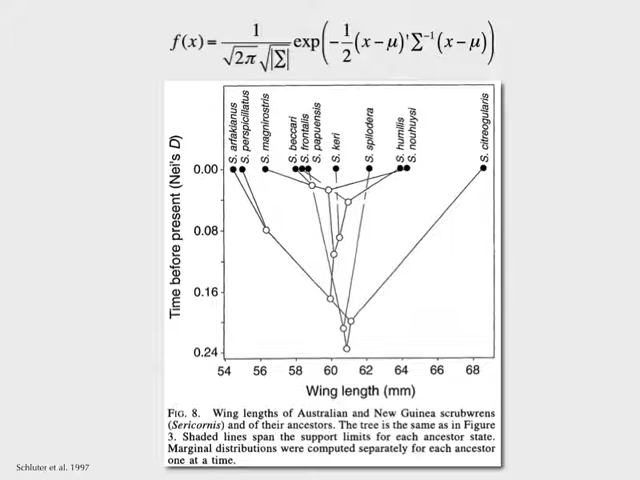 f(x) = 1 / √2π √|Σ| exp(−1/2 (x − μ)'Σ⁻¹(x − μ))
S. arfakianus
S. perspicillatus
S. magnirostris
S. beccari
S. frontalis
S. papuensis
S. keri
S. spilodera
S. humilis
S. nouhuysi
S. citreogularis
Time before present (Nei's D)
0.00
0.08
0.16
0.24
54 56 58 60 62 64 66 68
Wing length (mm)
FIG. 8. Wing lengths of Australian and New Guinea scrubwrens
(Sericornis) and of their ancestors. The tree is the same as in Figure
3. Shaded lines span the support limits for each ancestor state.
Marginal distributions were computed separately for each ancestor
one at a time.
Schluter et al. 1997